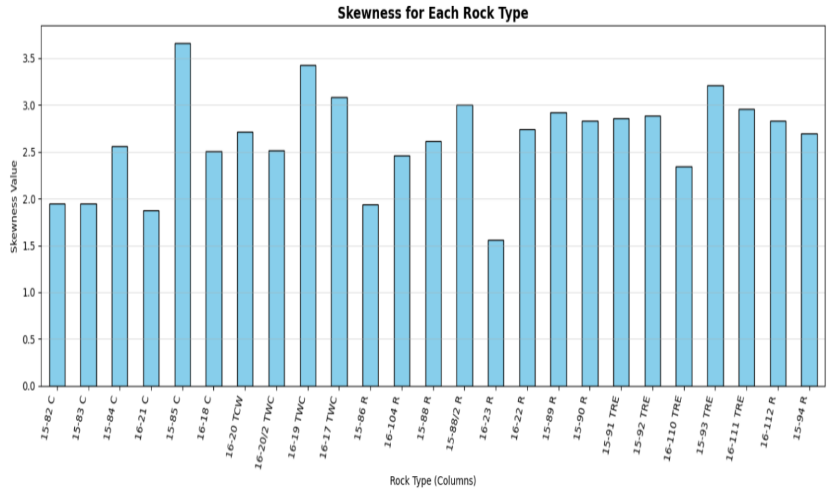 Skewness for Each Rock Type
Skewness Value
3.5
3.0
2.5
2.0
1.5
1.0
0.5
0.0
15-82 C
15-83 C
15-84 C
16-21 C
15-85 C
16-18 C
16-20 TCW
16-20/2 TWC
16-19 TWC
16-17 TWC
15-86 R
16-104 R
15-88 R
15-88/2 R
16-23 R
16-22 R
15-89 R
15-90 R
15-91 TRE
15-92 TRE
16-110 TRE
15-93 TRE
16-111 TRE
16-112 R
15-94 R
Rock Type (Columns)